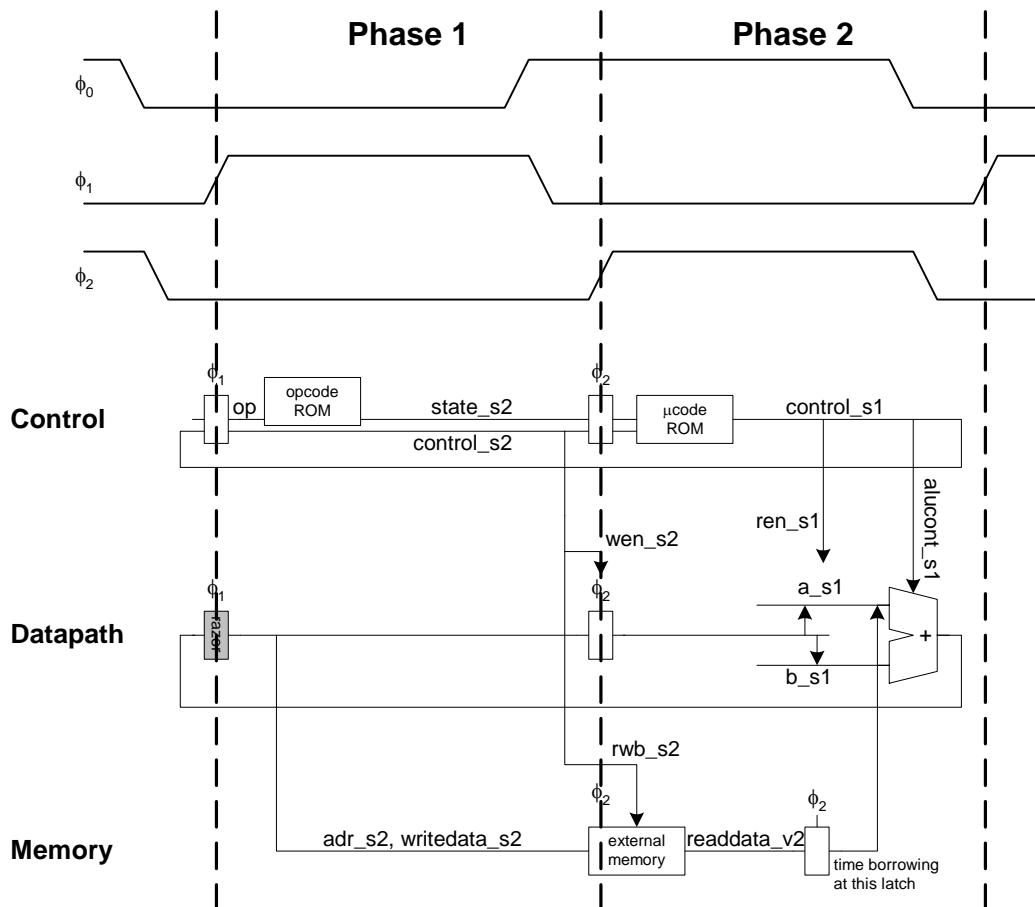 Phase 1
Phase 2
ϕ0
ϕ1
ϕ2
ϕ1
ϕ2
Control
op
opcode
ROM
state_s2
control_s2
μcode
ROM
control_s1
ren_s1
alucont_s1
wen_s2
ϕ1
ϕ2
Datapath
razer
a_s1
b_s1
+
rwb_s2
ϕ2
ϕ2
Memory
adr_s2, writedata_s2
external
memory
readdata_v2
time borrowing
at this latch